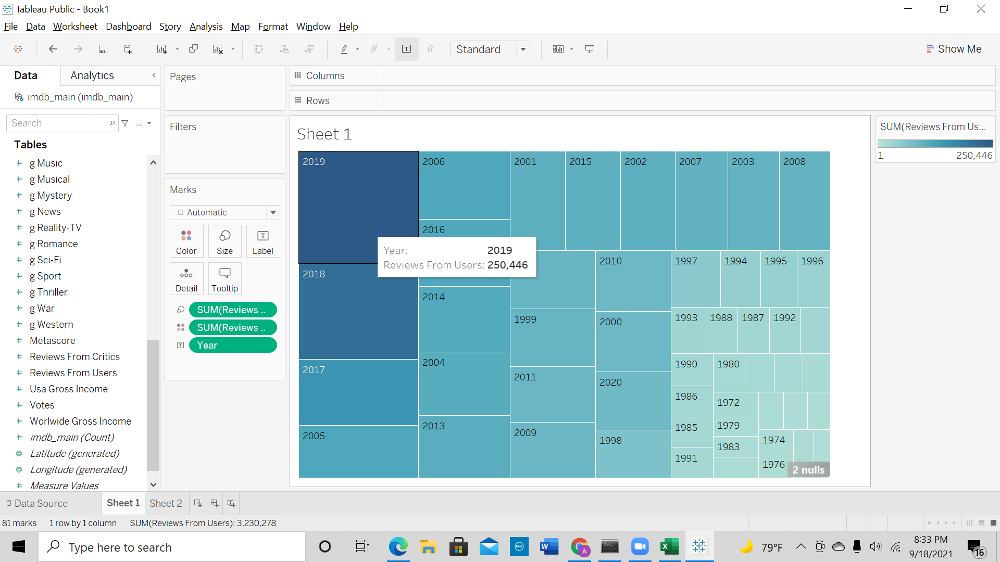 Tableau Public - Book1
File Data Worksheet Dashboard Story Analysis Map Format Window Help
Standard
Show Me
Data Analytics
imdb_main (imdb_main)
Search
Tables
g Music
g Musical
g Mystery
g News
g Reality-TV
g Romance
g Sci-Fi
g Sport
g Thriller
g War
g Western
Metascore
Reviews From Critics
Reviews From Users
Usa Gross Income
Votes
Worlwide Gross Income
imdb_main (Count)
Latitude (generated)
Longitude (generated)
Measure Values
Pages
Filters
Marks
Automatic
Color Size Label
Detail Tooltip
SUM(Reviews ..
SUM(Reviews ..
Year
Columns
Rows
Sheet 1
2019 2006 2001 2015 2002 2007 2003 2008
2016
Year: 2019
Reviews From Users: 250,446
2010 1997 1994 1995 1996
2018
2014
1999 2000 1993 1988 1987 1992
2004 1990 1980
2017
2011 2020 1986 1972
2013 1985 1979
2005 2009 1998 1983 1974
1991 1976
2 nulls
SUM(Reviews From Us...
1 250,446
Data Source Sheet 1 Sheet 2
81 marks 1 row by 1 column SUM(Reviews From Users): 3,230,278
Type here to search
DELL
W
A
C:\
X
79°F
8:33 PM
9/18/2021
16